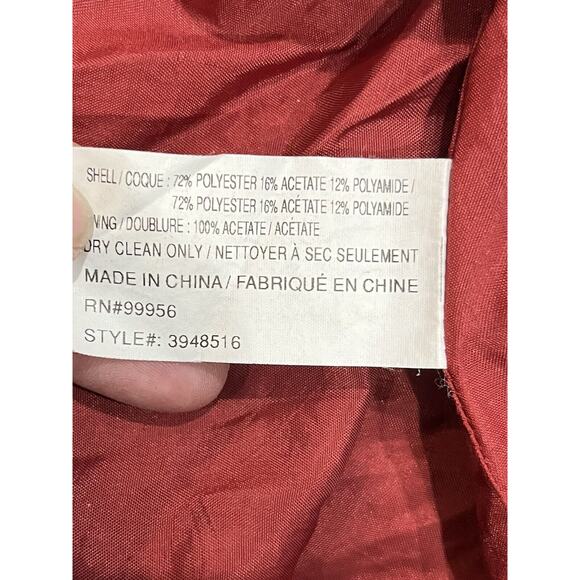 SHELL / COQUE : 72% POLYESTER 16% ACETATE 12% POLYAMIDE /
72% POLYESTER 16% ACÉTATE 12% POLYAMIDE
/ DOUBLURE : 100% ACETATE / ACÉTATE
DRY CLEAN ONLY / NETTOYER À SEC SEULEMENT
MADE IN CHINA / FABRIQUÉ EN CHINE
RN#99956
STYLE#: 3948516